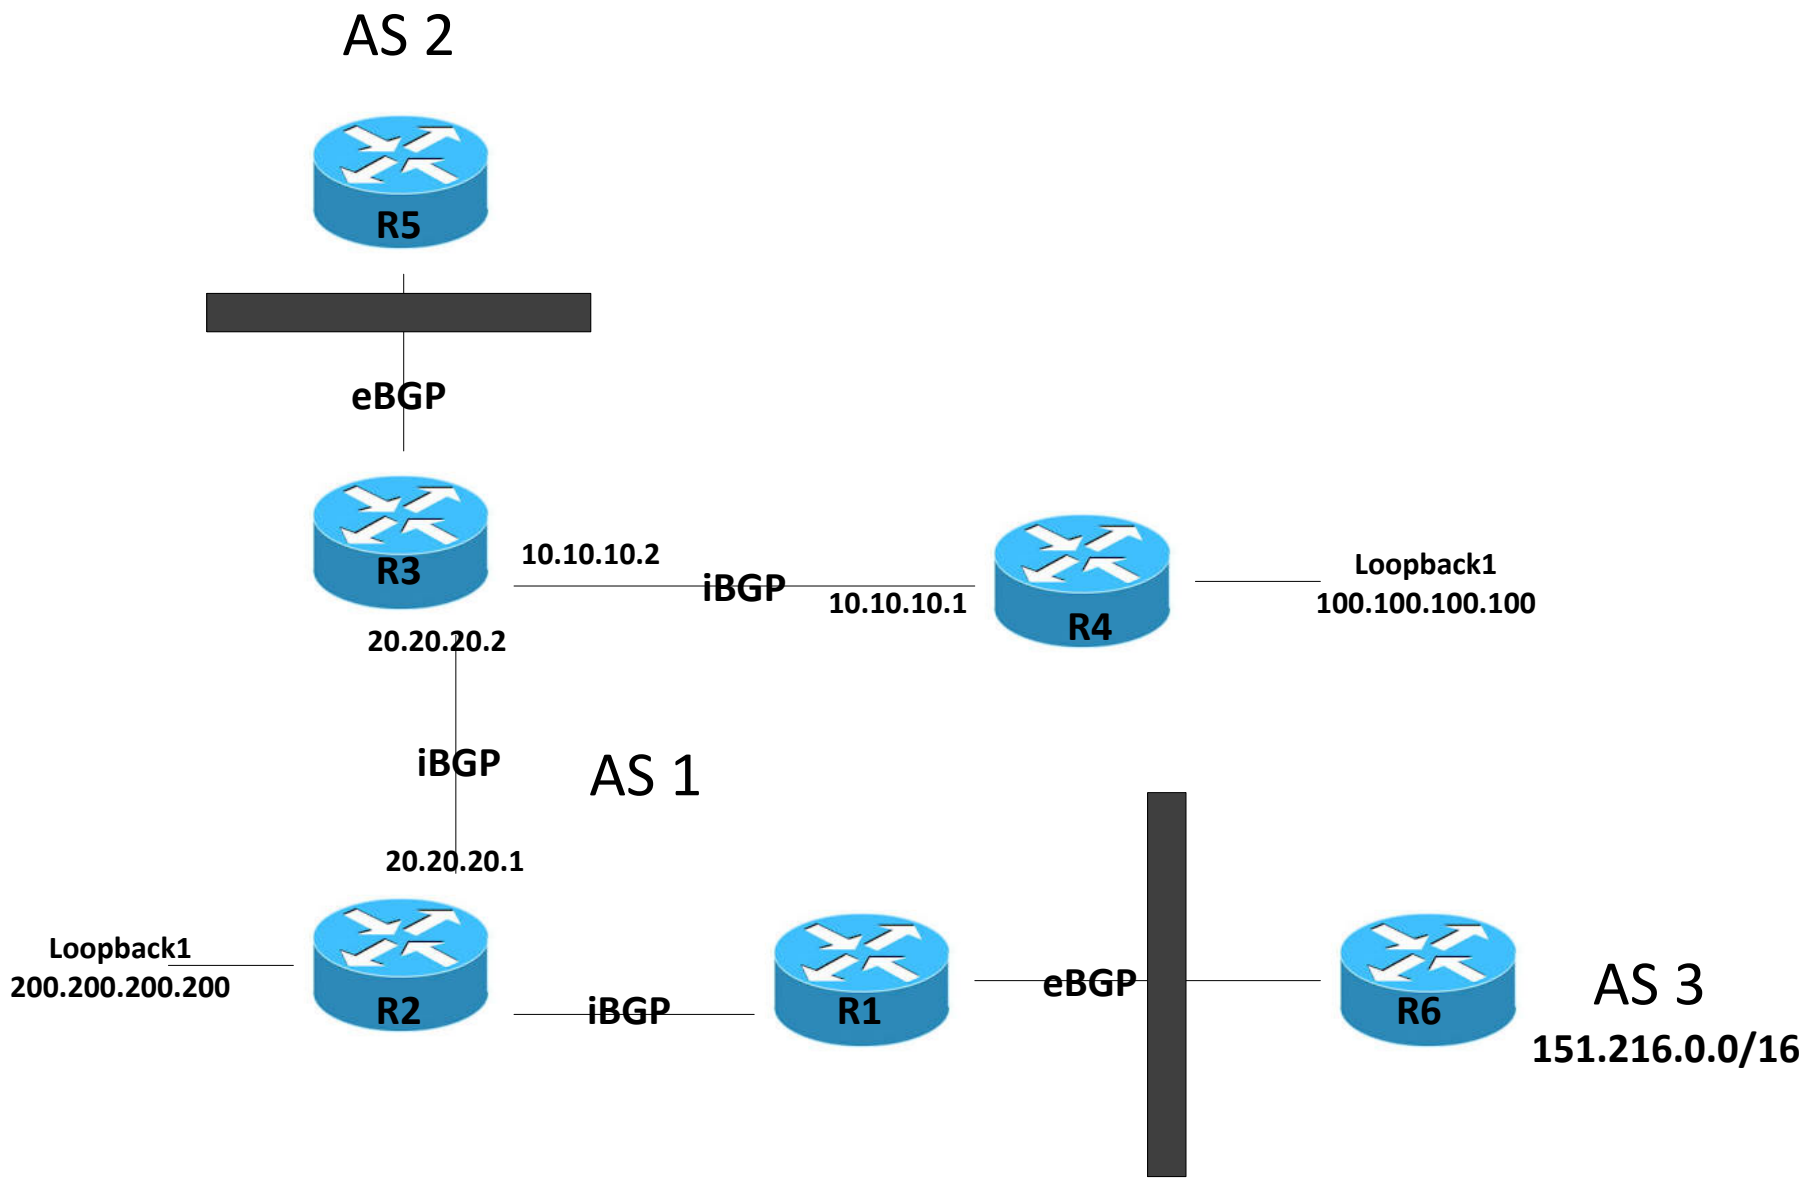 AS 2
R5
eBGP
R3
10.10.10.2
iBGP
10.10.10.1
R4
Loopback1
100.100.100.100
20.20.20.2
iBGP
AS 1
20.20.20.1
Loopback1
200.200.200.200
R2
iBGP
R1
eBGP
R6
AS 3
151.216.0.0/16